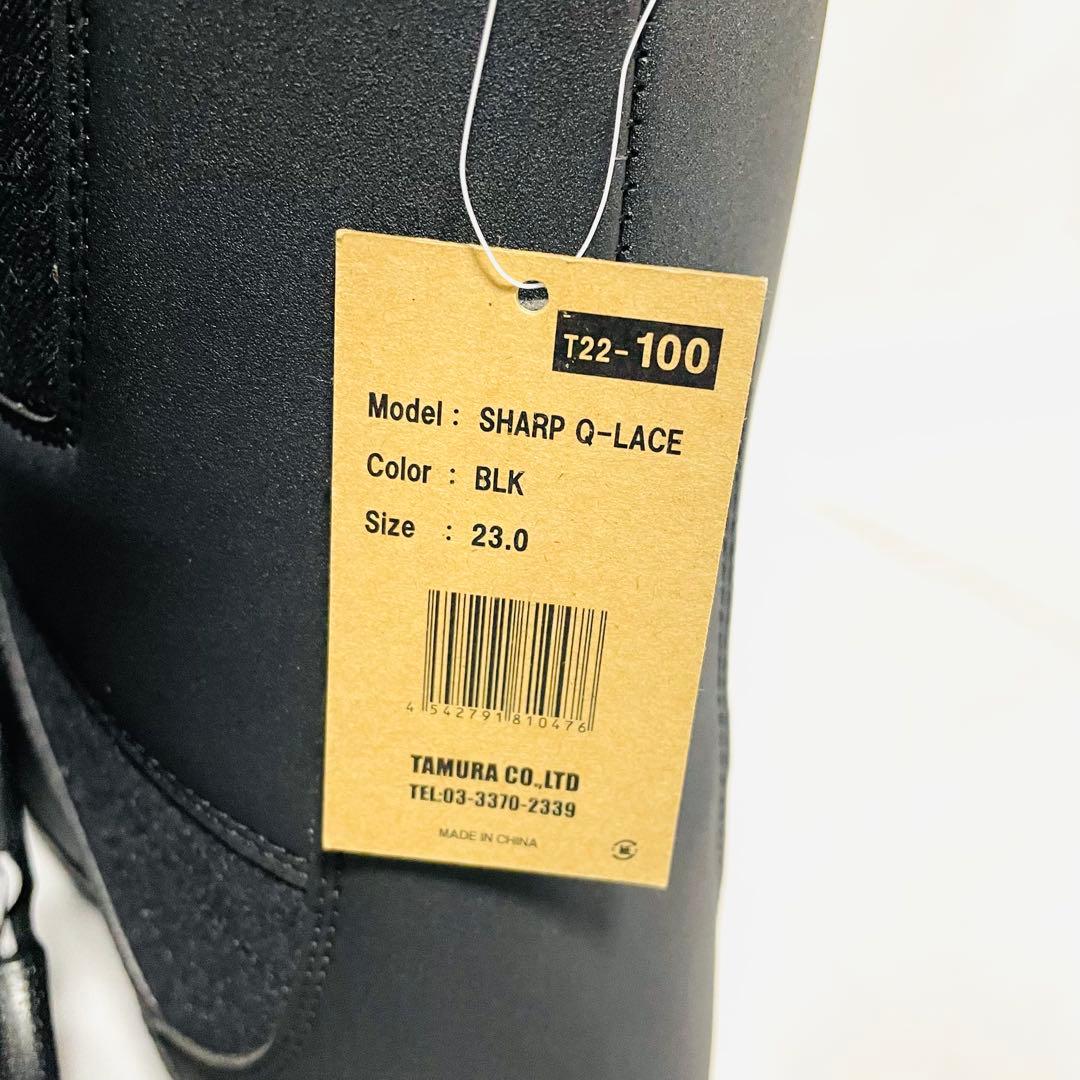 T22-100
Model : SHARP Q-LACE
Color : BLK
Size : 23.0
4 542791 810476
TAMURA CO.,LTD
TEL:03-3370-2339
MADE IN CHINA